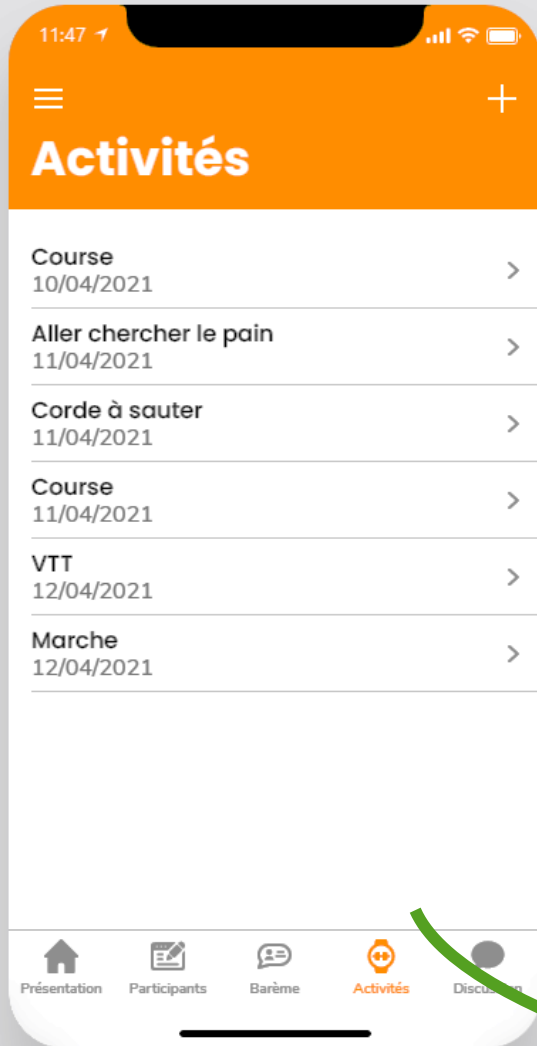 11:47
Activités
Course
10/04/2021
Aller chercher le pain
11/04/2021
Corde à sauter
11/04/2021
Course
11/04/2021
VTT
12/04/2021
Marche
12/04/2021
Présentation Participants Barème Activités Discussion